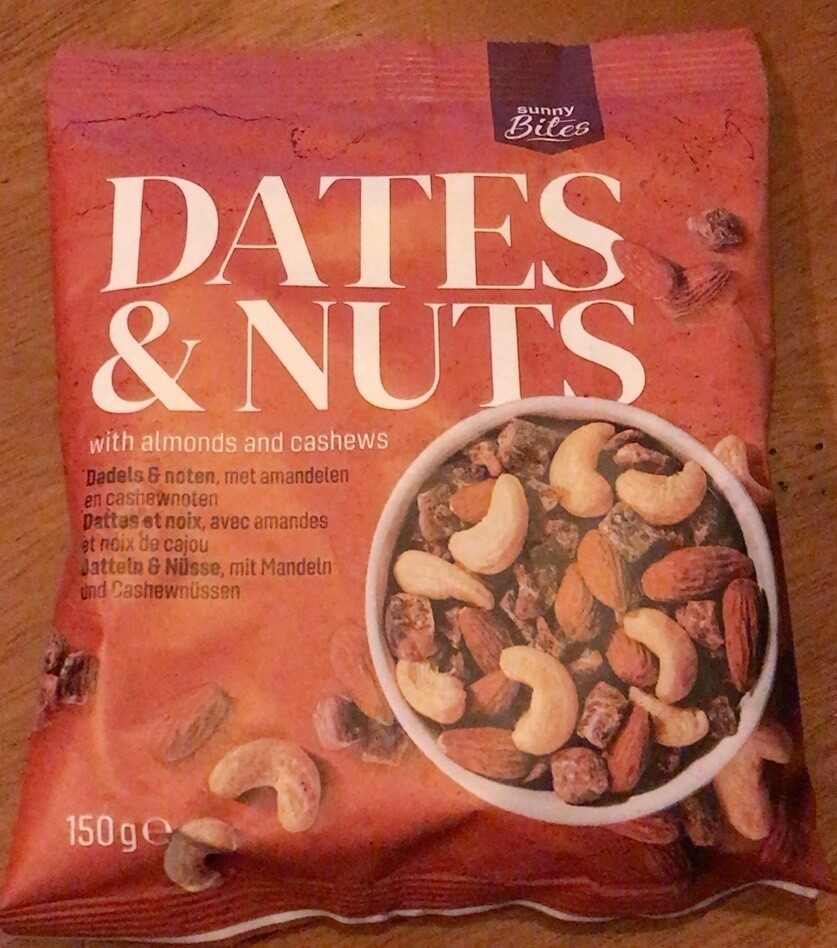 sunny
Bites
DATES
& NUTS
with almonds and cashews
Dadels & noten, met amandelen
en cashewnoten
Dattes et noix, avec amandes
et noix de cajou
Datteln & Nüsse, mit Mandeln
und Cashewnüssen
150 g ℮